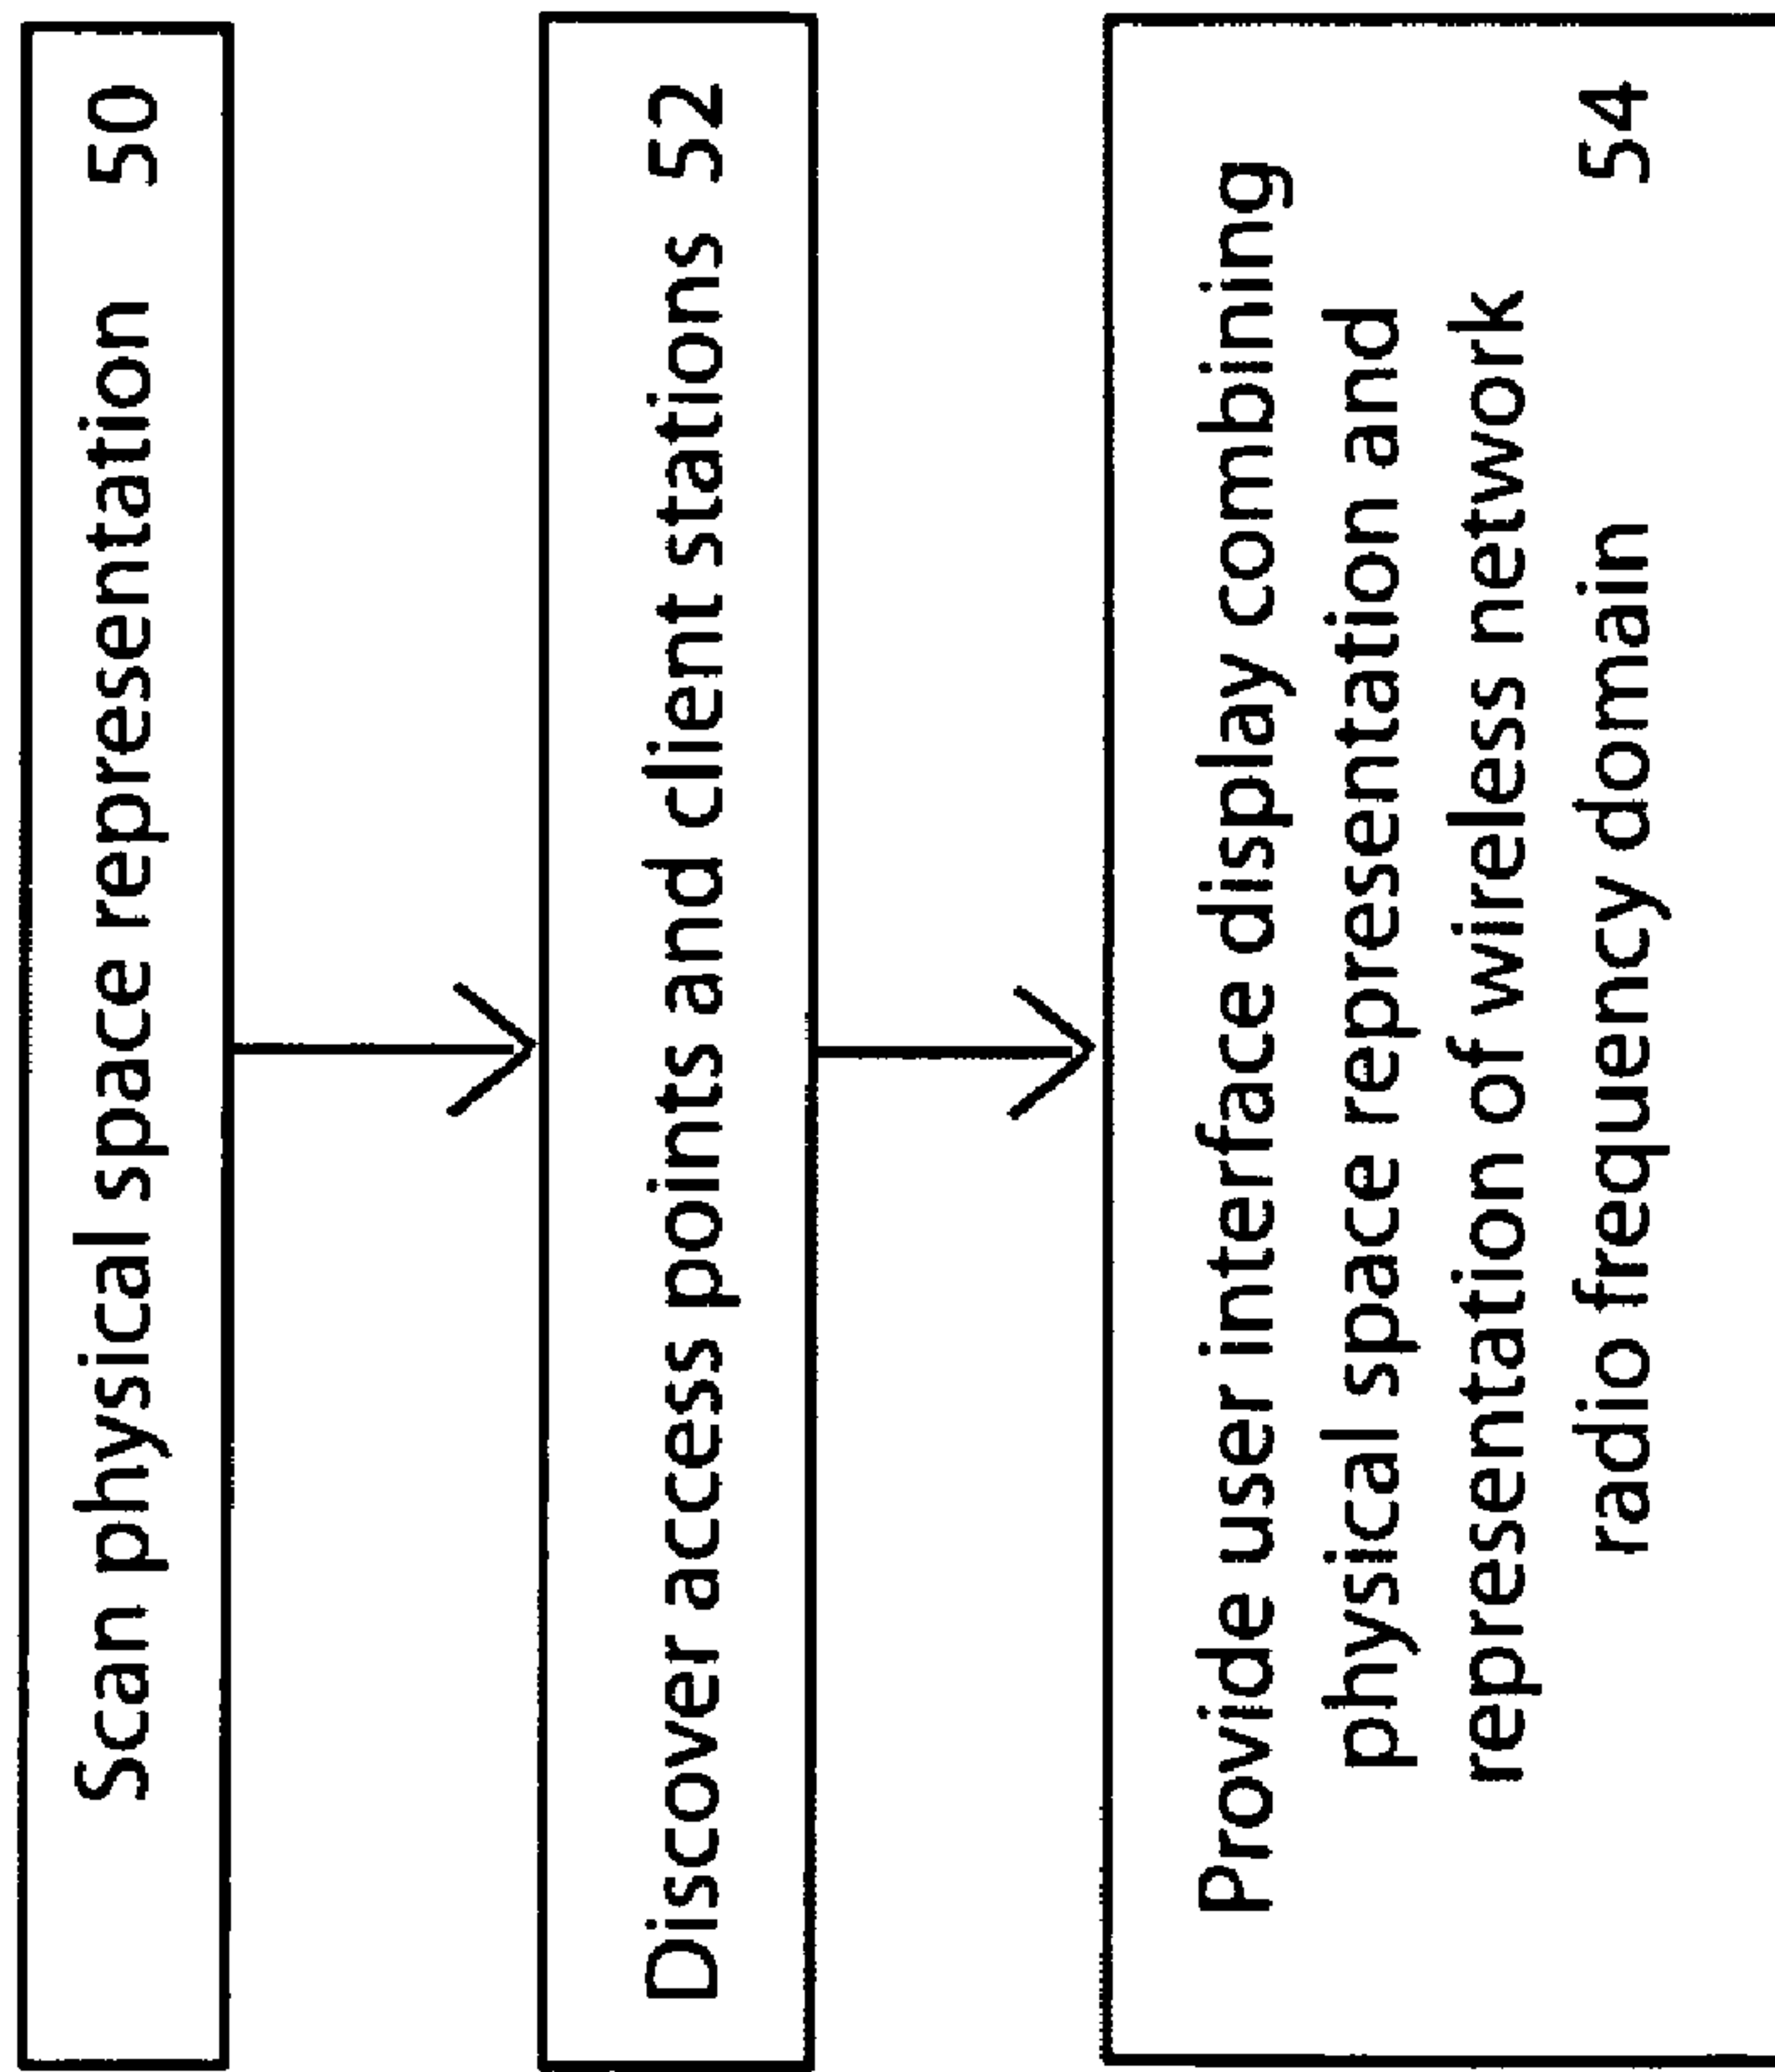 Scan physical space representation 50
Discover access points and client stations 52
Provide user interface display combining
physical space representation and
representation of wireless network
radio frequency domain 54